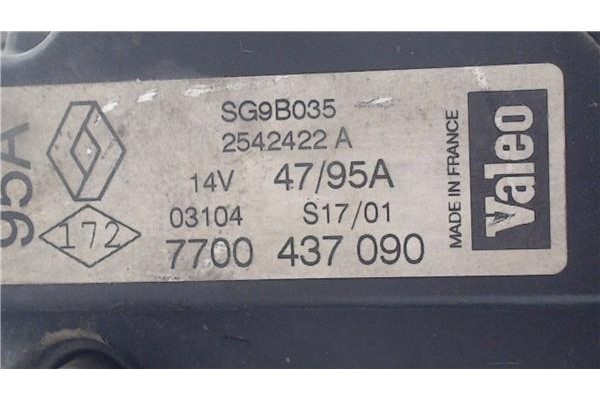 95A
172
SG9B035
2542422 A
14V 47/95A
03104 S17/01
7700 437 090
MADE IN FRANCE
Valeo